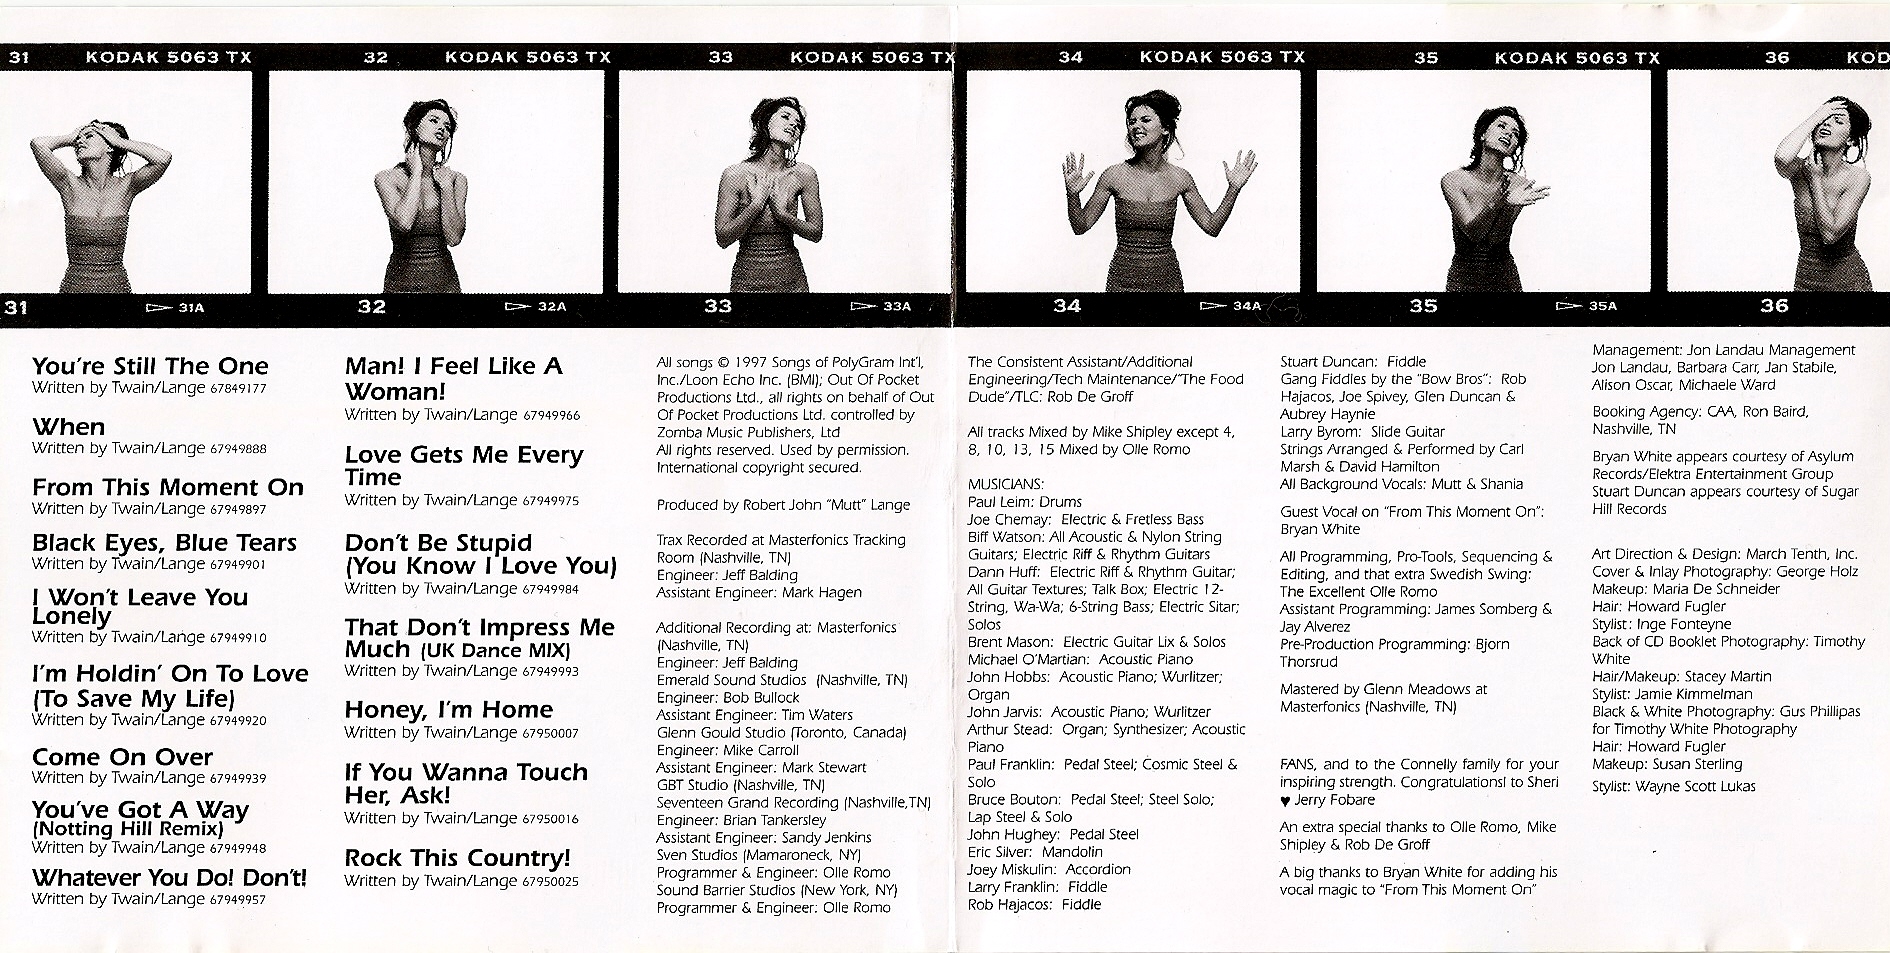 31 KODAK 5063 TX 32 KODAK 5063 TX 33 KODAK 5063 TX 34 KODAK 5063 TX 35 KODAK 5063 TX 36 KOD
31 31A 32 32A 33 33A 34 34A 35 35A 36
You're Still The One
Written by Twain/Lange 67849177
When
Written by Twain/Lange 67949888
From This Moment On
Written by Twain/Lange 67949897
Black Eyes, Blue Tears
Written by Twain/Lange 67949901
I Won't Leave You
Lonely
Written by Twain/Lange 67949910
I'm Holdin' On To Love
(To Save My Life)
Written by Twain/Lange 67949920
Come On Over
Written by Twain/Lange 67949939
You've Got A Way
(Notting Hill Remix)
Written by Twain/Lange 67949948
Whatever You Do! Don't!
Written by Twain/Lange 67949957
Man! I Feel Like A
Woman!
Written by Twain/Lange 67949966
Love Gets Me Every
Time
Written by Twain/Lange 67949975
Don't Be Stupid
(You Know I Love You)
Written by Twain/Lange 67949984
That Don't Impress Me
Much (UK Dance MIX)
Written by Twain/Lange 67949993
Honey, I'm Home
Written by Twain/Lange 67950007
If You Wanna Touch
Her, Ask!
Written by Twain/Lange 67950016
Rock This Country!
Written by Twain/Lange 67950025
All songs © 1997 Songs of PolyGram Int'l,
Inc./Loon Echo Inc. (BMI); Out Of Pocket
Productions Ltd., all rights on behalf of Out
Of Pocket Productions Ltd. controlled by
Zomba Music Publishers, Ltd
All rights reserved. Used by permission.
International copyright secured.
Produced by Robert John "Mutt" Lange
Trax Recorded at Masterfonics Tracking
Room (Nashville, TN)
Engineer: Jeff Balding
Assistant Engineer: Mark Hagen
Additional Recording at: Masterfonics
(Nashville, TN)
Engineer: Jeff Balding
Emerald Sound Studios (Nashville, TN)
Engineer: Bob Bullock
Assistant Engineer: Tim Waters
Glenn Gould Studio (Toronto, Canada)
Engineer: Mike Carroll
Assistant Engineer: Mark Stewart
GBT Studio (Nashville, TN)
Seventeen Grand Recording (Nashville,TN)
Engineer: Brian Tankersley
Assistant Engineer: Sandy Jenkins
Sven Studios (Mamaroneck, NY)
Programmer & Engineer: Olle Romo
Sound Barrier Studios (New York, NY)
Programmer & Engineer: Olle Romo
The Consistent Assistant/Additional
Engineering/Tech Maintenance/"The Food
Dude"/TLC: Rob De Groff
All tracks Mixed by Mike Shipley except 4,
8, 10, 13, 15 Mixed by Olle Romo
MUSICIANS:
Paul Leim: Drums
Joe Chemay: Electric & Fretless Bass
Biff Watson: All Acoustic & Nylon String
Guitars; Electric Riff & Rhythm Guitars
Dann Huff: Electric Riff & Rhythm Guitar;
All Guitar Textures; Talk Box; Electric 12-
String, Wa-Wa; 6-String Bass; Electric Sitar;
Solos
Brent Mason: Electric Guitar Lix & Solos
Michael O'Martian: Acoustic Piano
John Hobbs: Acoustic Piano; Wurlitzer;
Organ
John Jarvis: Acoustic Piano; Wurlitzer
Arthur Stead: Organ; Synthesizer; Acoustic
Piano
Paul Franklin: Pedal Steel; Cosmic Steel &
Solo
Bruce Bouton: Pedal Steel; Steel Solo;
Lap Steel & Solo
John Hughey: Pedal Steel
Eric Silver: Mandolin
Joey Miskulin: Accordion
Larry Franklin: Fiddle
Rob Hajacos: Fiddle
Stuart Duncan: Fiddle
Gang Fiddles by the "Bow Bros": Rob
Hajacos, Joe Spivey, Glen Duncan &
Aubrey Haynie
Larry Byrom: Slide Guitar
Strings Arranged & Performed by Carl
Marsh & David Hamilton
All Background Vocals: Mutt & Shania
Guest Vocal on "From This Moment On":
Bryan White
All Programming, Pro-Tools, Sequencing &
Editing, and that extra Swedish Swing:
The Excellent Olle Romo
Assistant Programming: James Somberg &
Jay Alverez
Pre-Production Programming: Bjorn
Thorsrud
Mastered by Glenn Meadows at
Masterfonics (Nashville, TN)
FANS, and to the Connelly family for your
inspiring strength. Congratulations! to Sheri
♥ Jerry Fobare
An extra special thanks to Olle Romo, Mike
Shipley & Rob De Groff
A big thanks to Bryan White for adding his
vocal magic to "From This Moment On"
Management: Jon Landau Management
Jon Landau, Barbara Carr, Jan Stabile,
Alison Oscar, Michaele Ward
Booking Agency: CAA, Ron Baird,
Nashville, TN
Bryan White appears courtesy of Asylum
Records/Elektra Entertainment Group
Stuart Duncan appears courtesy of Sugar
Hill Records
Art Direction & Design: March Tenth, Inc.
Cover & Inlay Photography: George Holz
Makeup: Maria De Schneider
Hair: Howard Fugler
Stylist: Inge Fonteyne
Back of CD Booklet Photography: Timothy
White
Hair/Makeup: Stacey Martin
Stylist: Jamie Kimmelman
Black & White Photography: Gus Phillipas
for Timothy White Photography
Hair: Howard Fugler
Makeup: Susan Sterling
Stylist: Wayne Scott Lukas